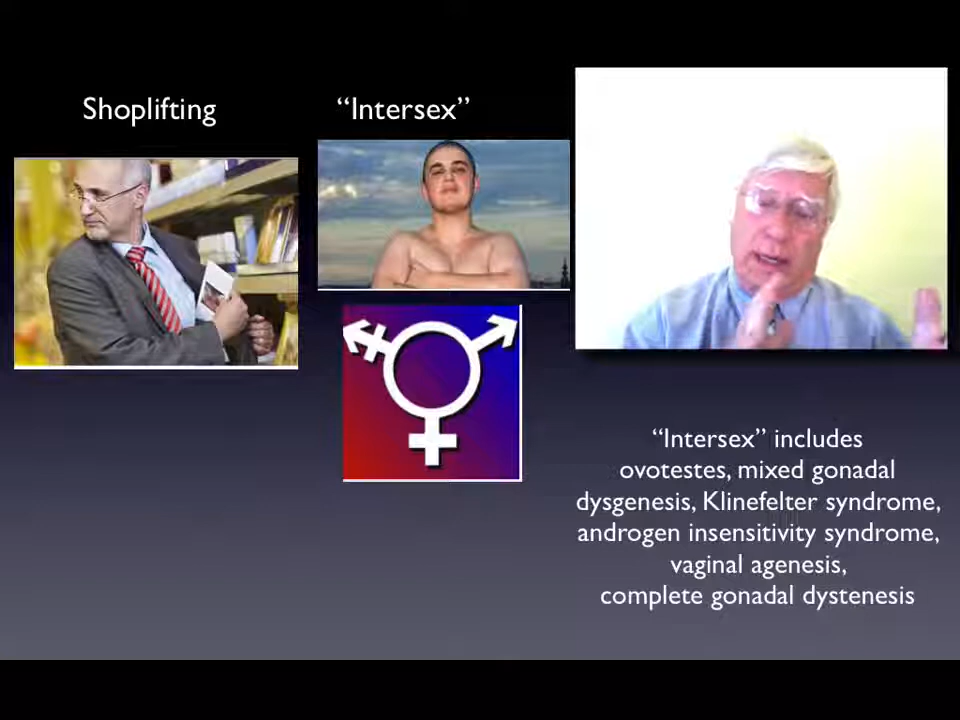 Shoplifting
“Intersex”
“Intersex” includes
ovotestes, mixed gonadal
dysgenesis, Klinefelter syndrome,
androgen insensitivity syndrome,
vaginal agenesis,
complete gonadal dystenesis